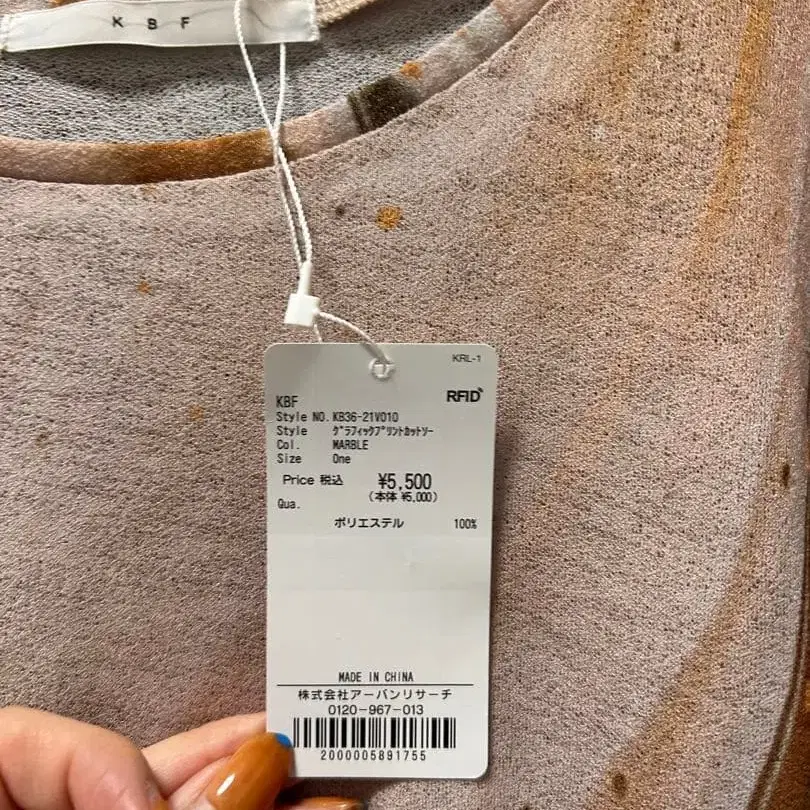 K B F
KRL-1
RFID
KBF
Style NO. KB36-21V010
Style ｸﾞﾗﾌｨｯｸﾌﾟﾘﾝﾄｶｯﾄｿｰ
Col. MARBLE
Size One
Price 税込 ¥5,500
(本体 ¥5,000)
Qua.
ポリエステル 100%
MADE IN CHINA
株式会社アーバンリサーチ
0120-967-013
2000005891755